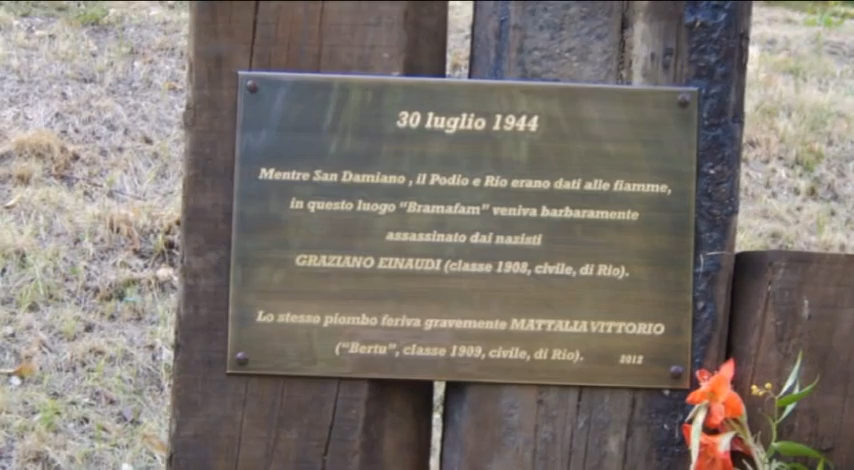 30 luglio 1944
Mentre San Damiano , il Podio e Rio erano dati alle fiamme,
in questo luogo "Bramafam" veniva barbaramente
assassinato dai nazisti
GRAZIANO EINAUDI (classe 1908, civile, di Rio).
Lo stesso piombo feriva gravemente MATTALIA VITTORIO
("Bertu", classe 1909, civile, di Rio). 2012